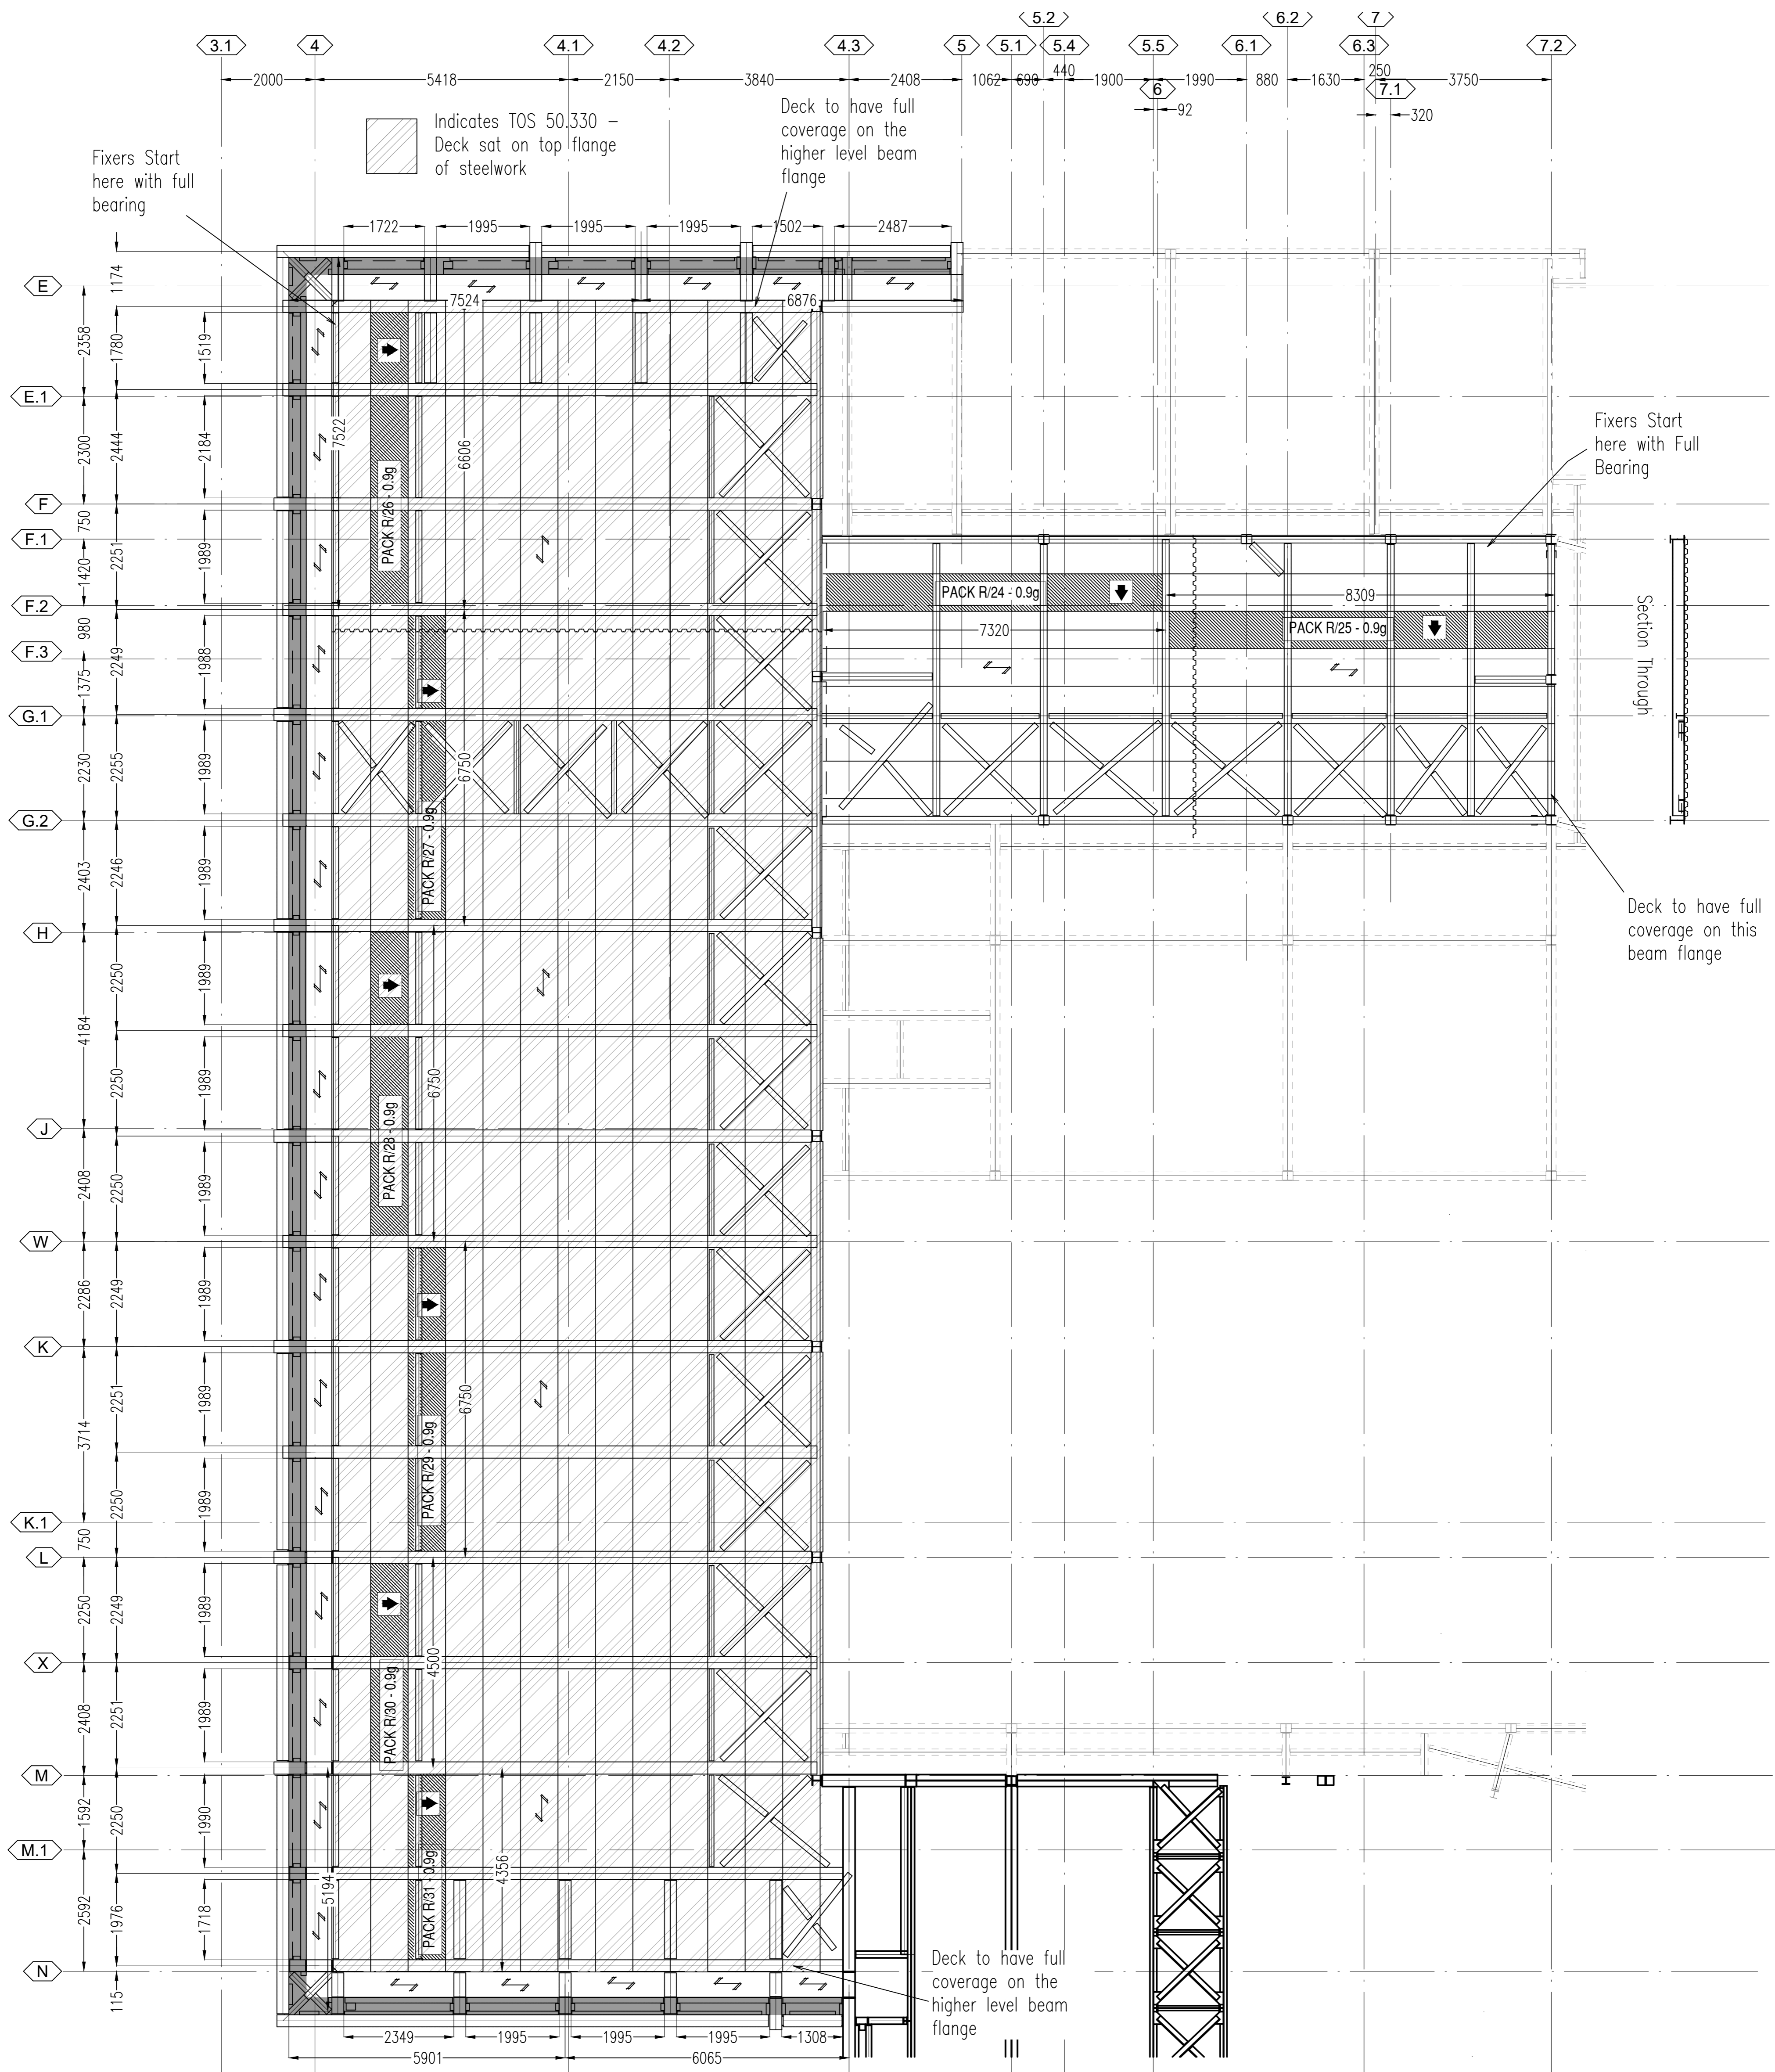 5.2
6.2
7
3.1
4
4.1
4.2
4.3
5
5.1
5.4
5.5
6.1
6.3
7.2
2000
5418
2150
3840
2408
1062
690
440
1900
1990
880
1630
250
3750
6
7.1
92
320
Indicates TOS 50.330 –
Deck sat on top flange
of steelwork
Deck to have full
coverage on the
higher level beam
flange
Fixers Start
here with full
bearing
1722
1995
1995
1995
1502
2487
E
1174
7524
6876
2358
1780
1519
E.1
7522
2300
2444
2184
6606
PACK R/26 - 0.9g
Fixers Start
here with Full
Bearing
F
750
F.1
2251
1989
1420
F.2
PACK R/24 - 0.9g
8309
7320
PACK R/25 - 0.9g
Section Through
980
F.3
2249
1988
1375
G.1
2230
2255
1989
6750
PACK R/27 - 0.9g
G.2
2403
2246
1989
Deck to have full
coverage on this
beam flange
H
2250
1989
4184
2250
1989
6750
PACK R/28 - 0.9g
J
2408
2250
1989
W
2286
2249
1989
K
2251
1989
6750
3714
PACK R/29 - 0.9g
2250
1989
K.1
750
L
2250
2249
1989
4500
X
2408
2251
1989
PACK R/30 - 0.9g
M
1592
2250
1990
M.1
4356
5194
PACK R/31 - 0.9g
2592
1976
1718
N
115
Deck to have full
coverage on the
higher level beam
flange
2349
1995
1995
1995
1308
5901
6065